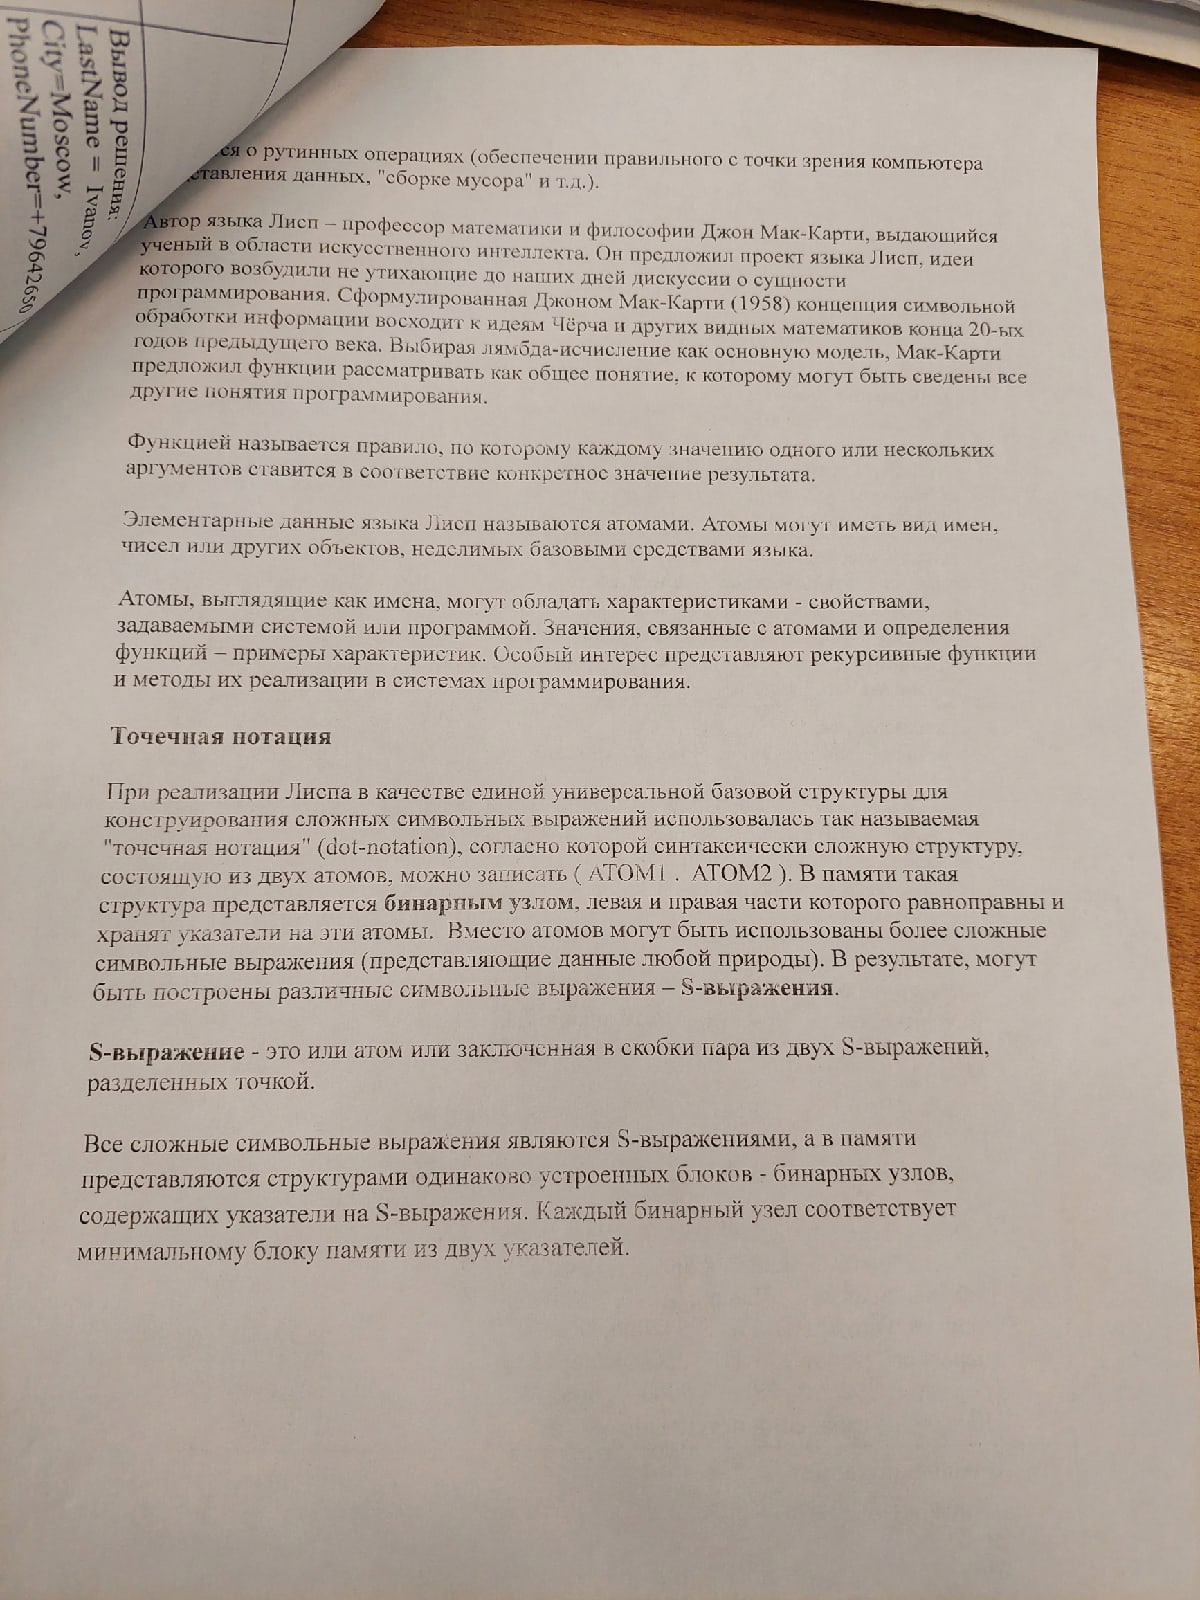 Вывод решения:
LastName = Ivanov,
City=Moscow,
PhoneNumber=+79642650
о рутинных операциях (обеспечении правильного с точки зрения компьютера
данных, "сборке мусора" и т.д.).
Автор языка Лисп – профессор математики и философии Джон Мак-Карти, выдающийся
ученый в области искусственного интеллекта. Он предложил проект языка Лисп, идеи
которого возбудили не утихающие до наших дней дискуссии о сущности
программирования. Сформулированная Джоном Мак-Карти (1958) концепция символьной
обработки информации восходит к идеям Чёрча и других видных математиков конца 20-ых
годов предыдущего века. Выбирая лямбда-исчисление как основную модель, Мак-Карти
предложил функции рассматривать как общее понятие, к которому могут быть сведены все
другие понятия программирования.
Функцией называется правило, по которому каждому значению одного или нескольких
аргументов ставится в соответствие конкретное значение результата.
Элементарные данные языка Лисп называются атомами. Атомы могут иметь вид имен,
чисел или других объектов, неделимых базовыми средствами языка.
Атомы, выглядящие как имена, могут обладать характеристиками - свойствами,
задаваемыми системой или программой. Значения, связанные с атомами и определения
функций – примеры характеристик. Особый интерес представляют рекурсивные функции
и методы их реализации в системах программирования.
Точечная нотация
При реализации Лиспа в качестве единой универсальной базовой структуры для
конструирования сложных символьных выражений использовалась так называемая
"точечная нотация" (dot-notation), согласно которой синтаксически сложную структуру,
состоящую из двух атомов, можно записать ( ATOM1 . ATOM2 ). В памяти такая
структура представляется бинарным узлом, левая и правая части которого равноправны и
хранят указатели на эти атомы. Вместо атомов могут быть использованы более сложные
символьные выражения (представляющие данные любой природы). В результате, могут
быть построены различные символьные выражения – S-выражения.
S-выражение - это или атом или заключенная в скобки пара из двух S-выражений,
разделенных точкой.
Все сложные символьные выражения являются S-выражениями, а в памяти
представляются структурами одинаково устроенных блоков - бинарных узлов,
содержащих указатели на S-выражения. Каждый бинарный узел соответствует
минимальному блоку памяти из двух указателей.